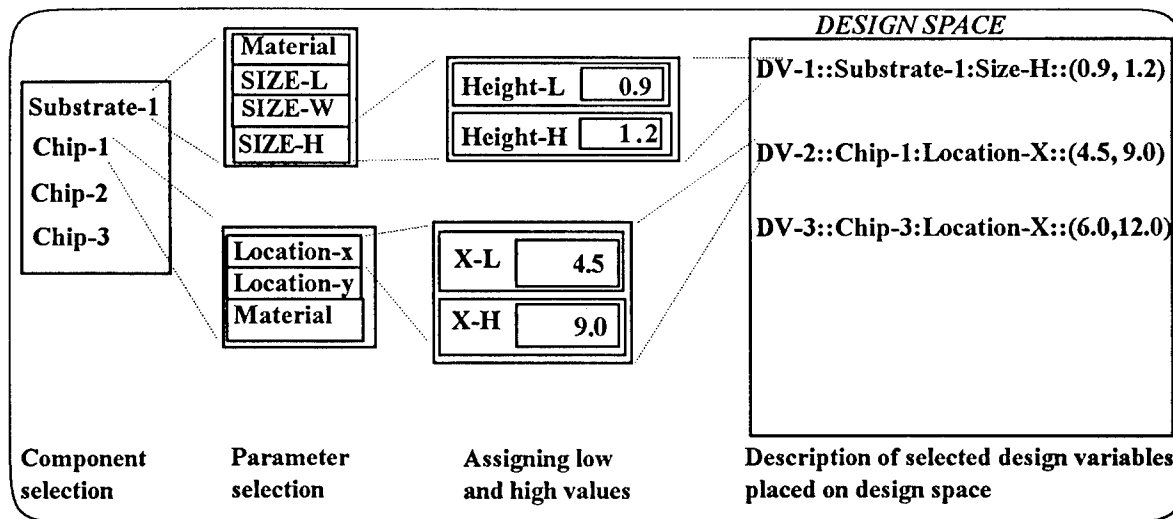 DESIGN SPACE
Substrate-1
Chip-1
Chip-2
Chip-3
Material
SIZE-L
SIZE-W
SIZE-H
Height-L 0.9
Height-H 1.2
Location-x
Location-y
Material
X-L 4.5
X-H 9.0
DV-1::Substrate-1:Size-H::(0.9, 1.2)
DV-2::Chip-1:Location-X::(4.5, 9.0)
DV-3::Chip-3:Location-X::(6.0,12.0)
Component
selection
Parameter
selection
Assigning low
and high values
Description of selected design variables
placed on design space